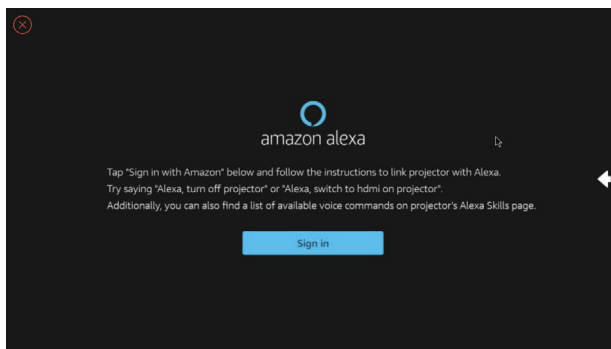 amazon alexa
Tap "Sign in with Amazon" below and follow the instructions to link projector with Alexa.
Try saying "Alexa, turn off projector" or "Alexa, switch to hdmi on projector".
Additionally, you can also find a list of available voice commands on projector's Alexa Skills page.
Sign in